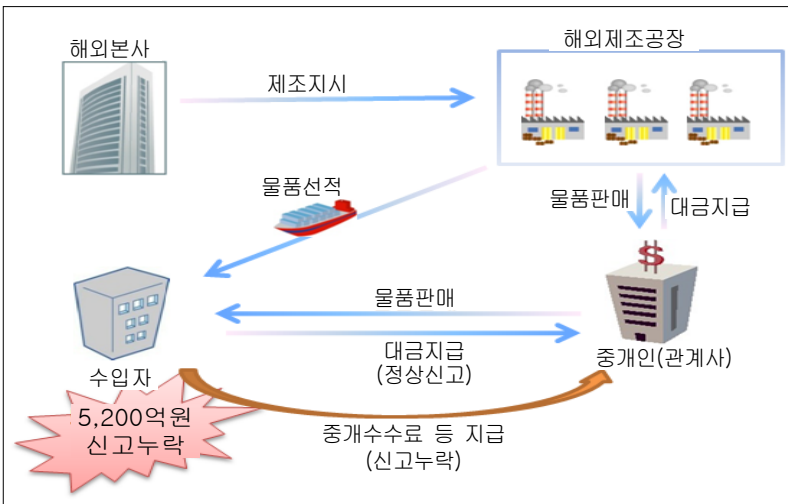 해외본사
해외제조공장
제조지시
물품선적
물품판매
대금지급
물품판매
대금지급
(정상신고)
중개인(관계사)
수입자
5,200억원
신고누락
중개수수료 등 지급
(신고누락)